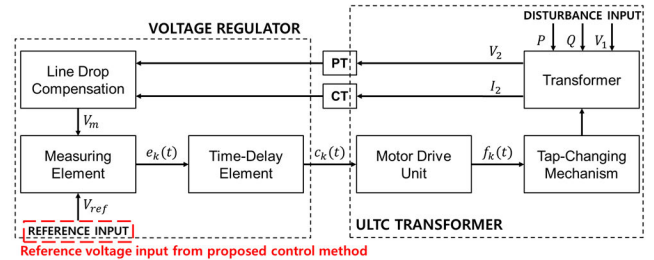 DISTURBANCE INPUT
VOLTAGE REGULATOR
P Q V₁
Line Drop
Compensation
PT
V₂
Transformer
CT
I₂
Vₘ
Measuring
Element
eₖ(t)
Time-Delay
Element
cₖ(t)
Motor Drive
Unit
fₖ(t)
Tap-Changing
Mechanism
V_ref
REFERENCE INPUT
ULTC TRANSFORMER
Reference voltage input from proposed control method